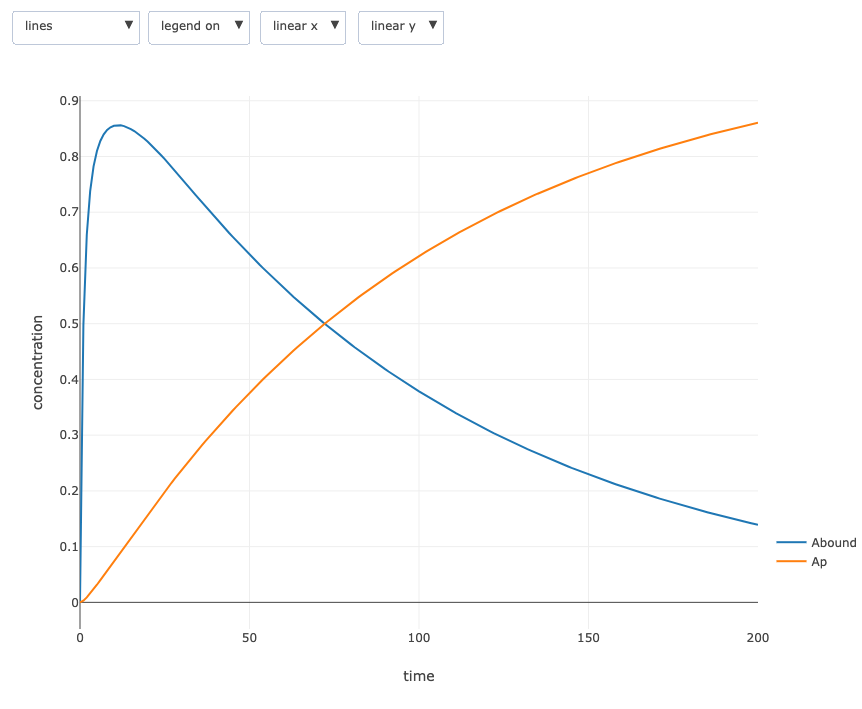 lines ▼ legend on ▼ linear x ▼ linear y ▼
0.9
0.8
0.7
0.6
0.5
0.4
0.3
0.2
0.1
0
concentration
0 50 100 150 200
time
Abound
Ap